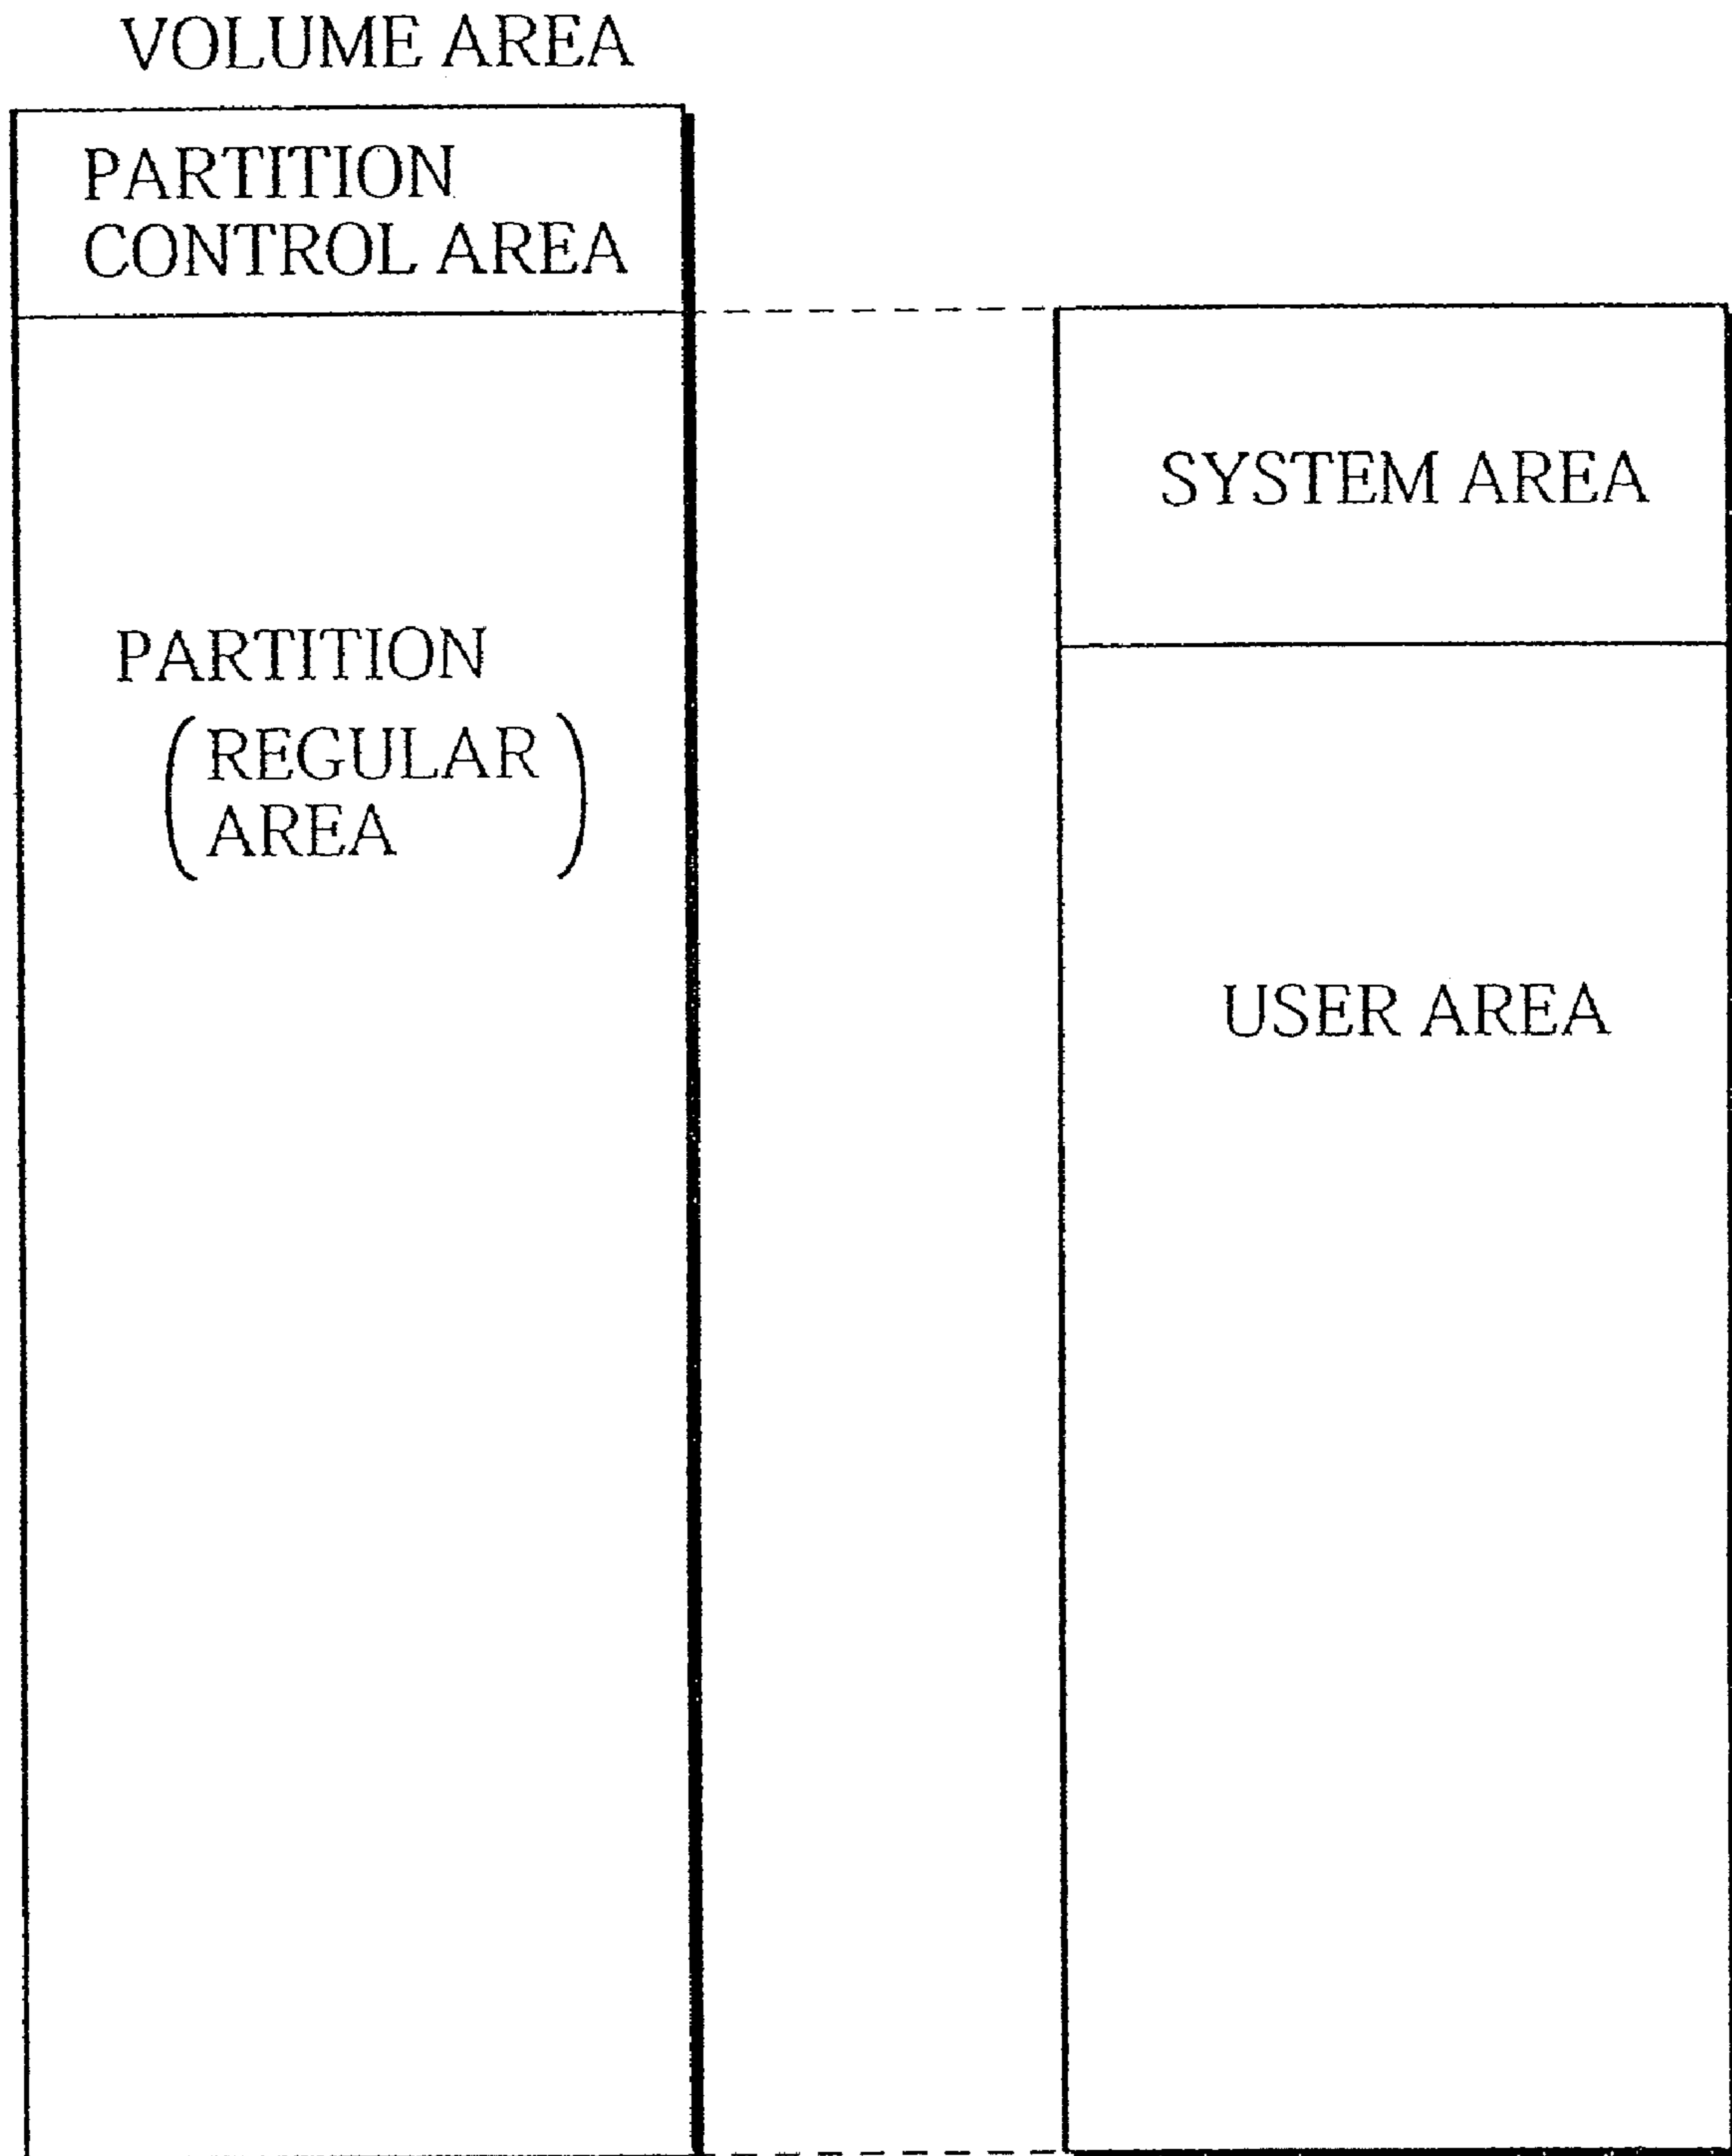 VOLUME AREA
PARTITION
CONTROL AREA
PARTITION
(REGULAR
AREA)
SYSTEM AREA
USER AREA